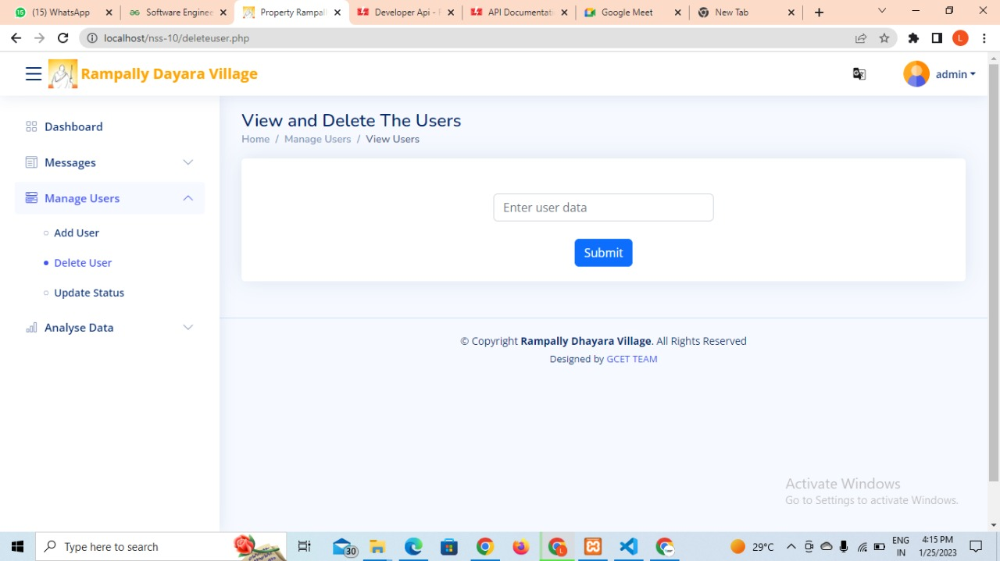 (15) WhatsApp
Software Enginee
Property Rampall
Developer Api - F
API Documentati
Google Meet
New Tab
localhost/nss-10/deleteuser.php
L
Rampally Dayara Village
admin
Dashboard
Messages
Manage Users
Add User
Delete User
Update Status
Analyse Data
View and Delete The Users
Home / Manage Users / View Users
Enter user data
Submit
© Copyright Rampally Dhayara Village. All Rights Reserved
Designed by GCET TEAM
Activate Windows
Go to Settings to activate Windows.
Type here to search
30
L
29°C
ENG
IN
4:15 PM
1/25/2023